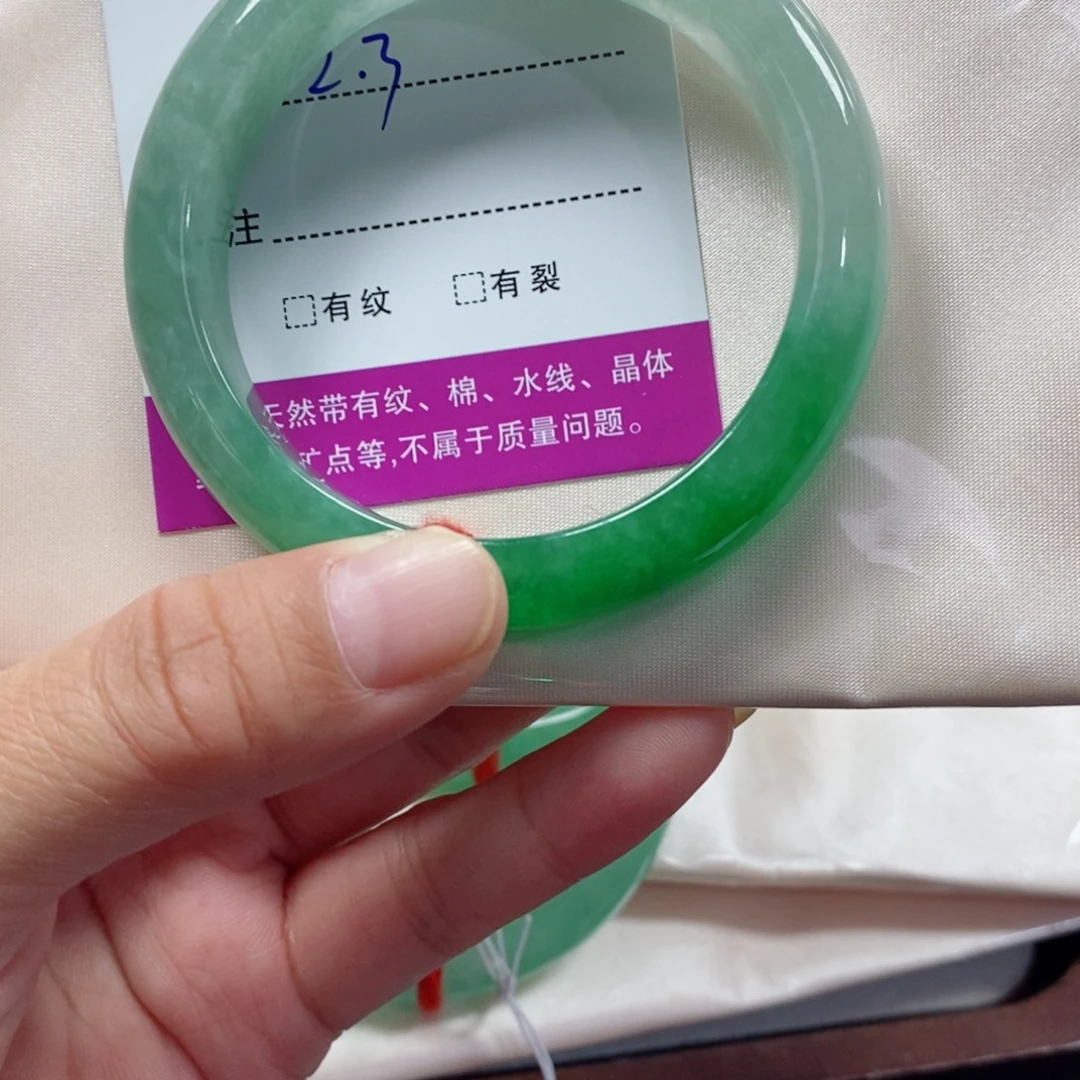 2.3
注
有纹 有裂
天然带有纹、棉、水线、晶体
矿点等,不属于质量问题。